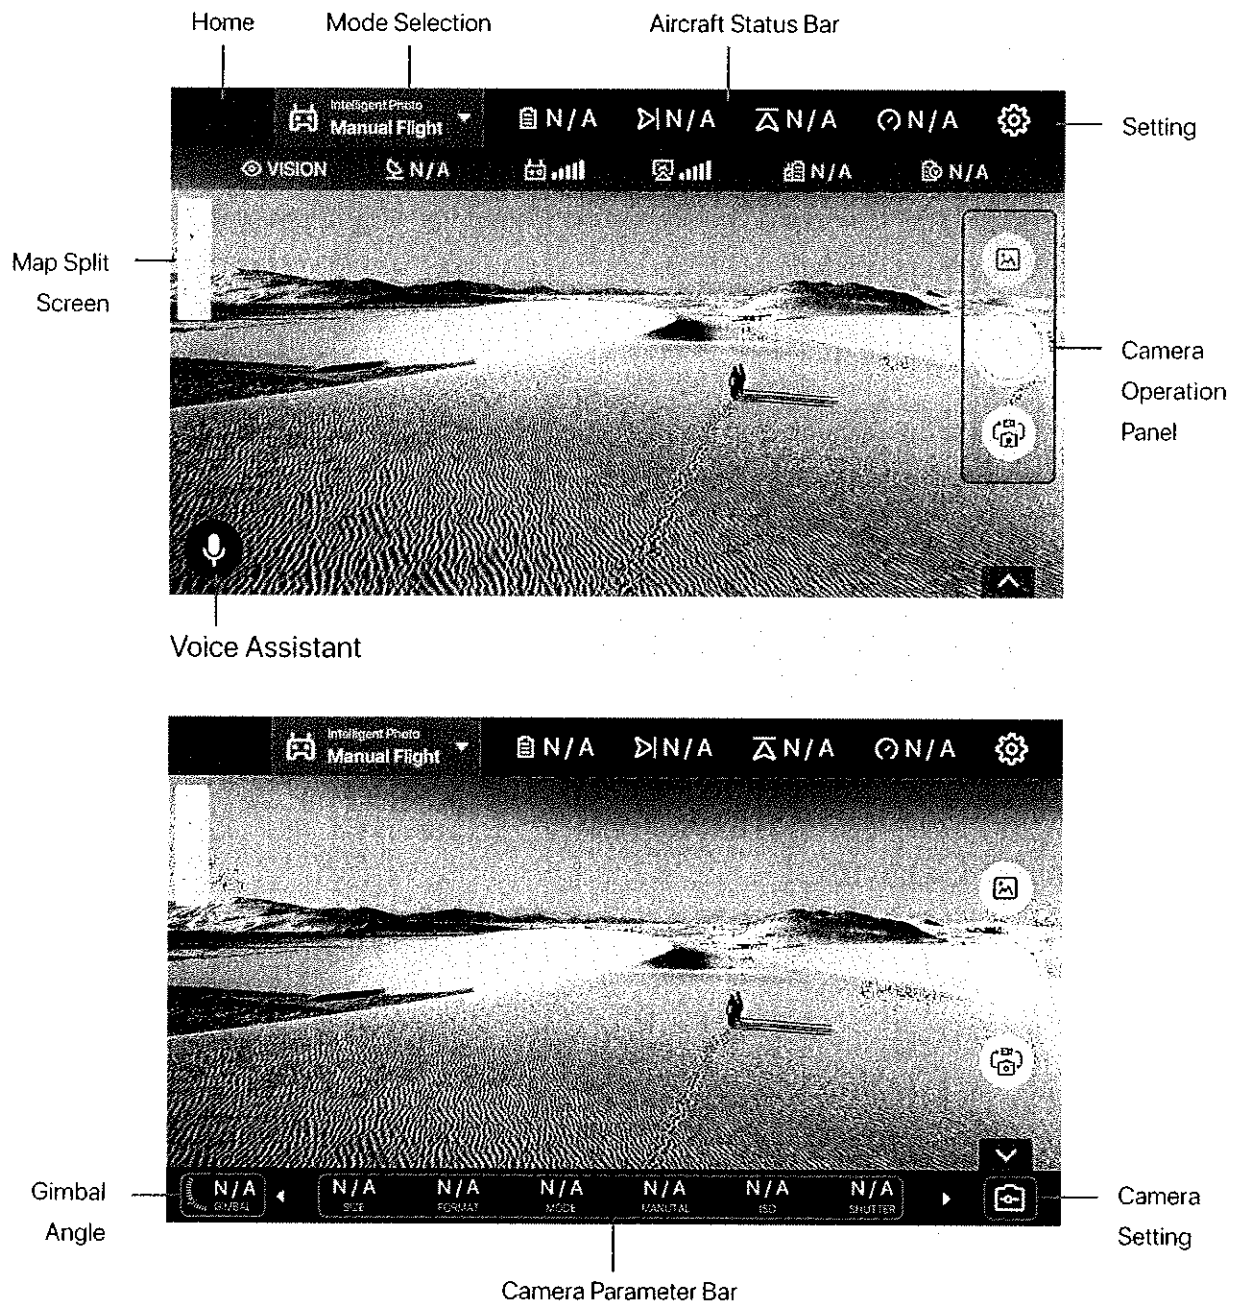 Home Mode Selection Aircraft Status Bar
Intelligent Photo
Manual Flight
N/A N/A N/A N/A
Setting
VISION N/A N/A N/A
Map Split
Screen
Camera
Operation
Panel
Voice Assistant
Intelligent Photo
Manual Flight
N/A N/A N/A N/A
Gimbal
Angle
N/A N/A N/A N/A N/A N/A N/A
GIMBAL SIZE FORMAT MODE MANUTAL ISO SHUTTER
Camera
Setting
Camera Parameter Bar